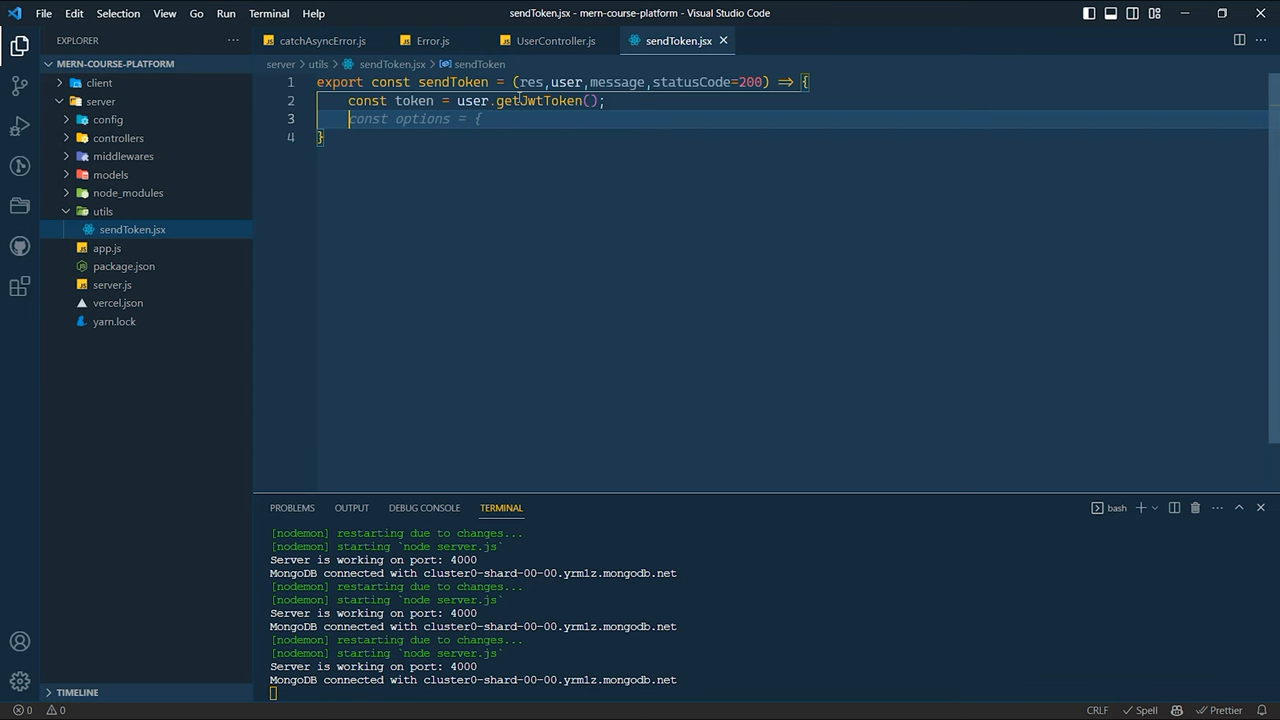 File Edit Selection View Go Run Terminal Help
sendToken.jsx - mern-course-platform - Visual Studio Code
EXPLORER
MERN-COURSE-PLATFORM
client
server
config
controllers
middlewares
models
node_modules
utils
sendToken.jsx
app.js
package.json
server.js
vercel.json
yarn.lock
TIMELINE
catchAsyncError.js Error.js UserController.js sendToken.jsx
server > utils > sendToken.jsx > sendToken
1 export const sendToken = (res,user,message,statusCode=200) => {
2 const token = user.getJwtToken();
3 const options = {
4 }
PROBLEMS OUTPUT DEBUG CONSOLE TERMINAL
bash
[nodemon] restarting due to changes...
[nodemon] starting `node server.js`
Server is working on port: 4000
MongoDB connected with cluster0-shard-00-00.yrm1z.mongodb.net
[nodemon] restarting due to changes...
[nodemon] starting `node server.js`
Server is working on port: 4000
MongoDB connected with cluster0-shard-00-00.yrm1z.mongodb.net
[nodemon] restarting due to changes...
[nodemon] starting `node server.js`
Server is working on port: 4000
MongoDB connected with cluster0-shard-00-00.yrm1z.mongodb.net
0 0 CRLF Spell Prettier